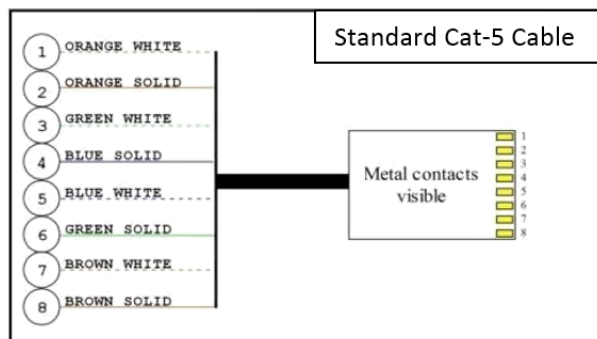 Standard Cat-5 Cable
1 ORANGE WHITE
2 ORANGE SOLID
3 GREEN WHITE
4 BLUE SOLID
5 BLUE WHITE
6 GREEN SOLID
7 BROWN WHITE
8 BROWN SOLID
Metal contacts
visible
1
2
3
4
5
6
7
8